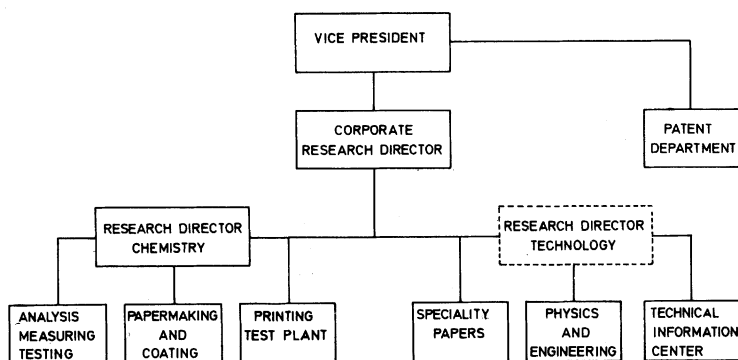 VICE PRESIDENT
CORPORATE
RESEARCH DIRECTOR
PATENT
DEPARTMENT
RESEARCH DIRECTOR
CHEMISTRY
RESEARCH DIRECTOR
TECHNOLOGY
ANALYSIS
MEASURING
TESTING
PAPERMAKING
AND
COATING
PRINTING
TEST PLANT
SPECIALITY
PAPERS
PHYSICS
AND
ENGINEERING
TECHNICAL
INFORMATION
CENTER